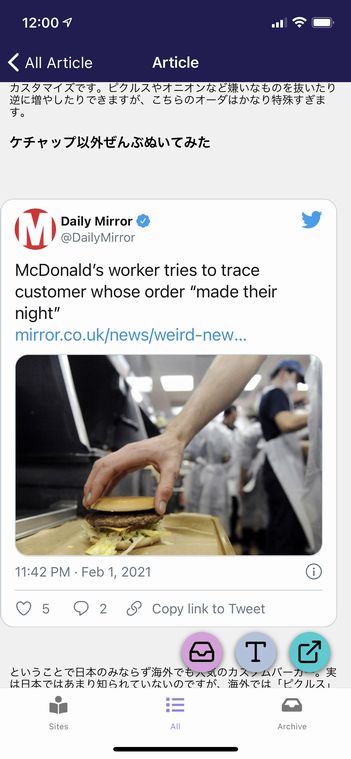 12:00
All Article
Article
カスタマイズです。ピクルスやオニオンなど嫌いなものを抜いたり
逆に増やしたりできますが、こちらのオーダはかなり特殊すぎま
す。
ケチャップ以外ぜんぶぬいてみた
M
Daily Mirror
@DailyMirror
McDonald's worker tries to trace
customer whose order “made their
night”
mirror.co.uk/news/weird-new...
11:42 PM · Feb 1, 2021
5
2
Copy link to Tweet
T
ということで日本のみならず海外でも人気のカスタムバーガー。実
は日本ではあまり知られていないのですが、海外では「ピクルス」
Sites
All
Archive